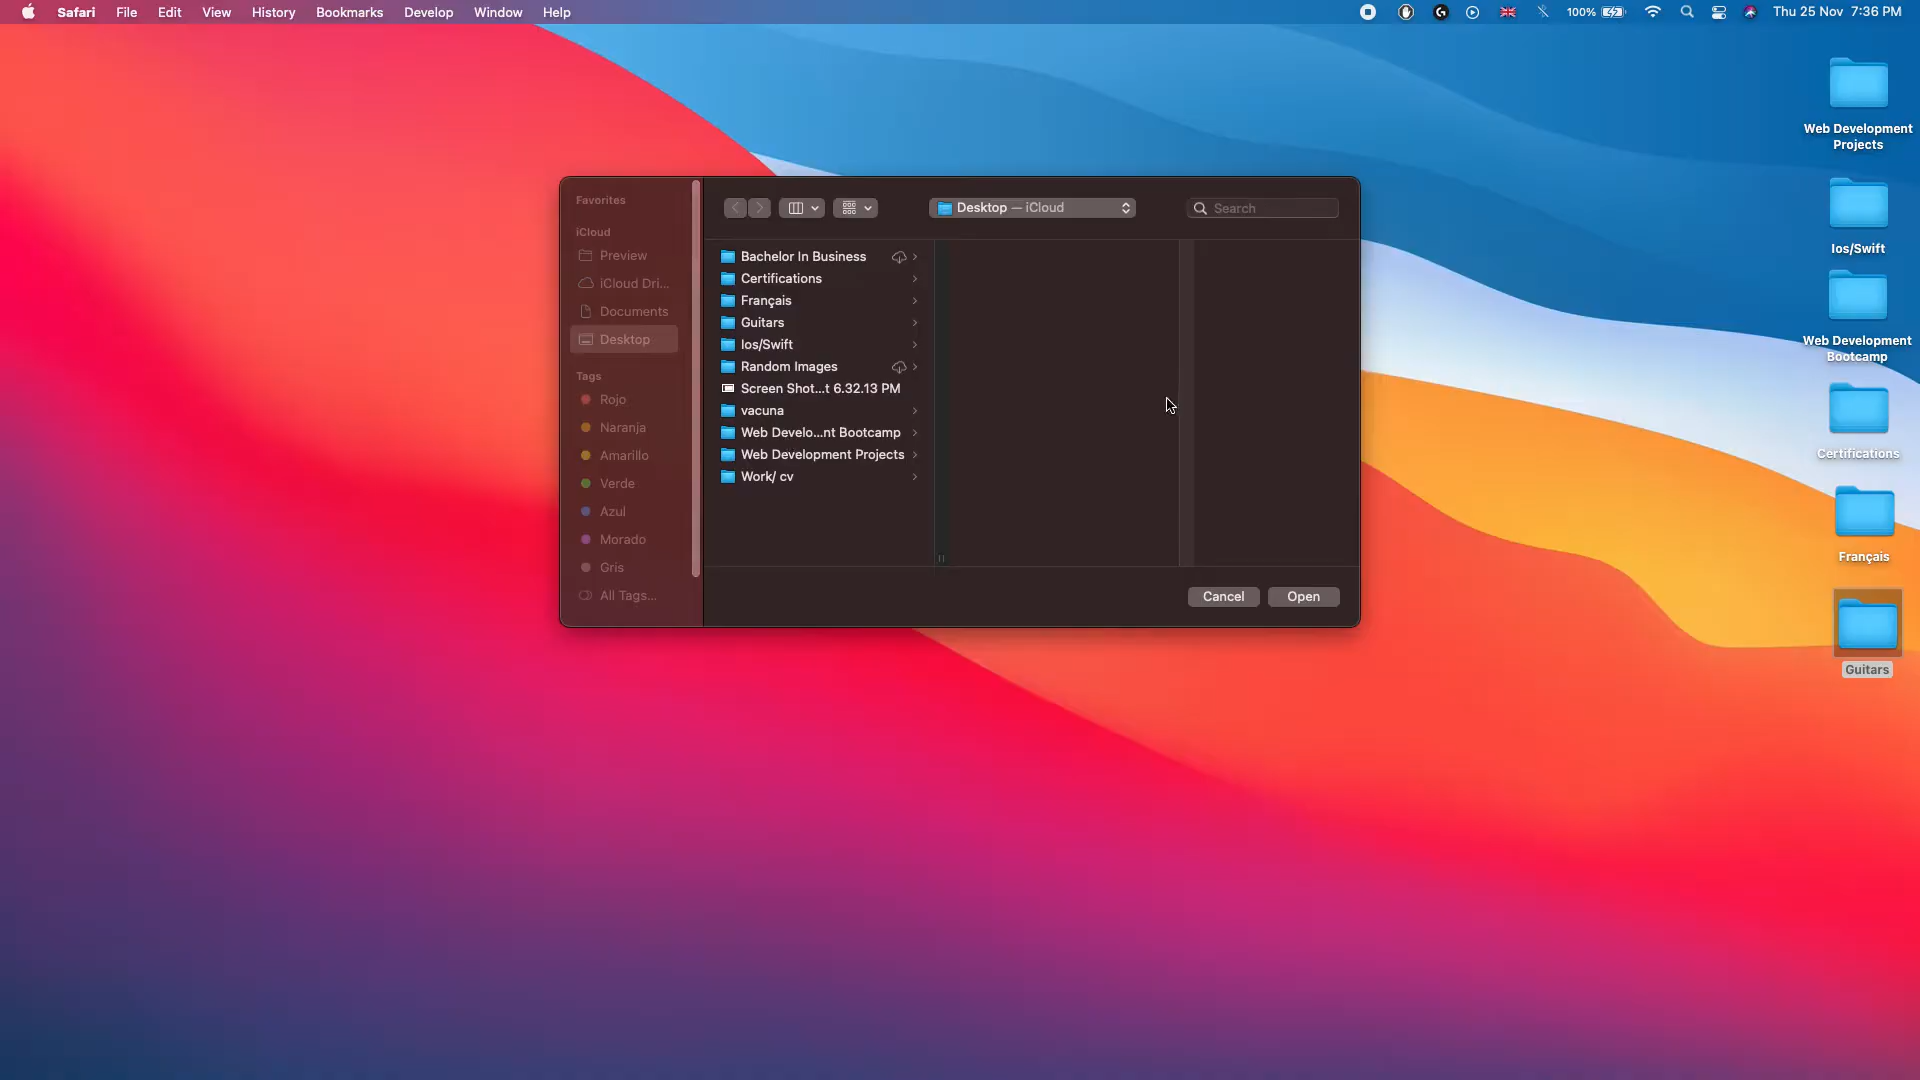 Safari File Edit View History Bookmarks Develop Window Help 100% Thu 25 Nov 7:36 PM
Favorites
iCloud
Preview
iCloud Dri...
Documents
Desktop
Tags
Rojo
Naranja
Amarillo
Verde
Azul
Morado
Gris
All Tags...
Desktop — iCloud
Search
Bachelor In Business
Certifications
Français
Guitars
Ios/Swift
Random Images
Screen Shot...t 6.32.13 PM
vacuna
Web Develo...nt Bootcamp
Web Development Projects
Work/ cv
Cancel Open
Web Development
Projects
Ios/Swift
Web Development
Bootcamp
Certifications
Français
Guitars